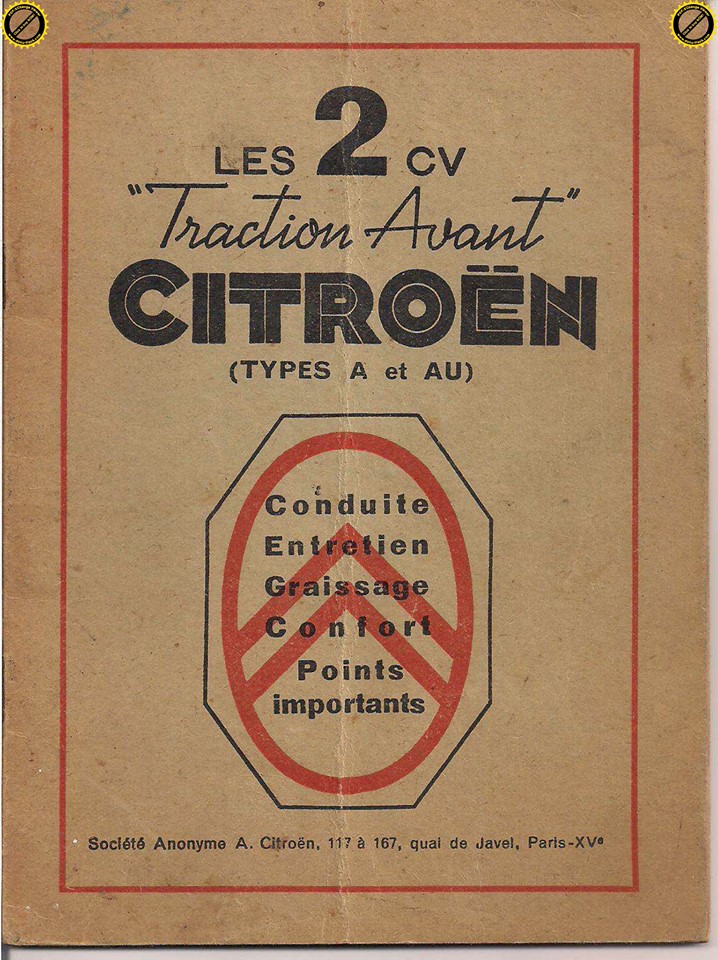 LES 2 CV
"Traction Avant"
CITROËN
(TYPES A et AU)
Conduite
Entretien
Graissage
Confort
Points
importants
Société Anonyme A. Citroën, 117 à 167, quai de Javel, Paris-XVe